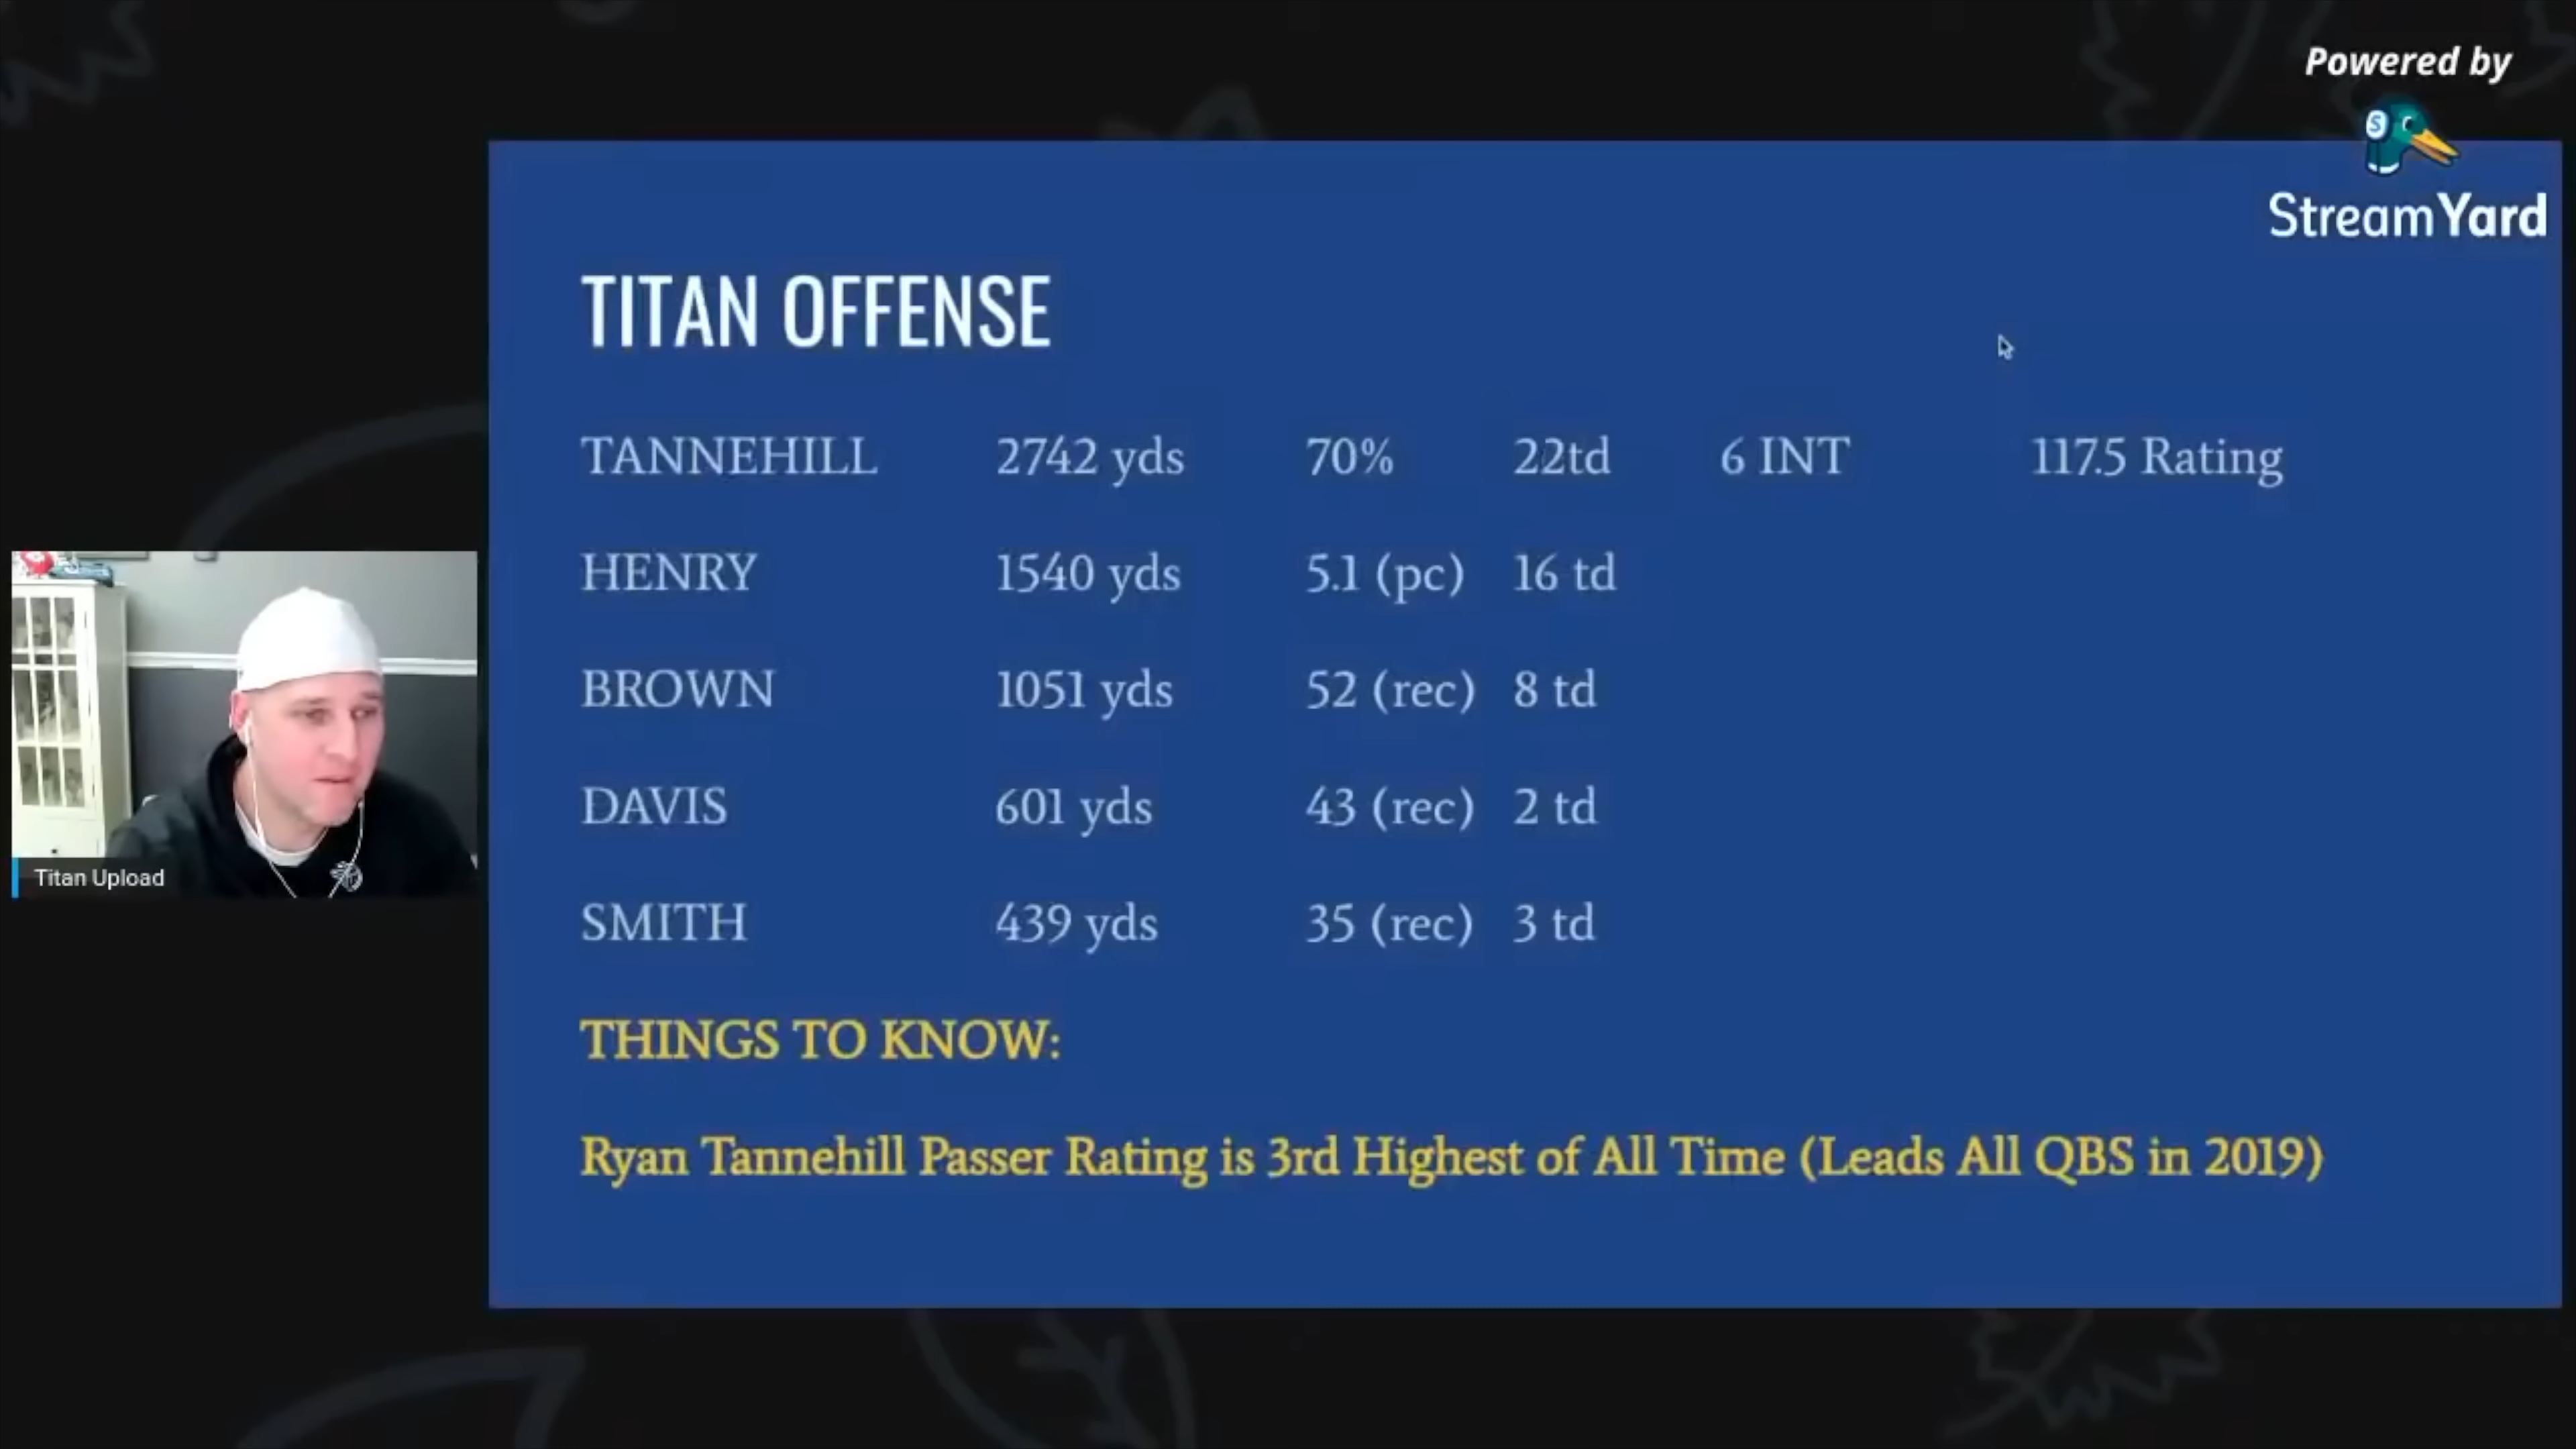 Powered by
StreamYard
TITAN OFFENSE
TANNEHILL 2742 yds 70% 22td 6 INT 117.5 Rating
HENRY 1540 yds 5.1 (pc) 16 td
BROWN 1051 yds 52 (rec) 8 td
DAVIS 601 yds 43 (rec) 2 td
SMITH 439 yds 35 (rec) 3 td
THINGS TO KNOW:
Ryan Tannehill Passer Rating is 3rd Highest of All Time (Leads All QBS in 2019)
Titan Upload